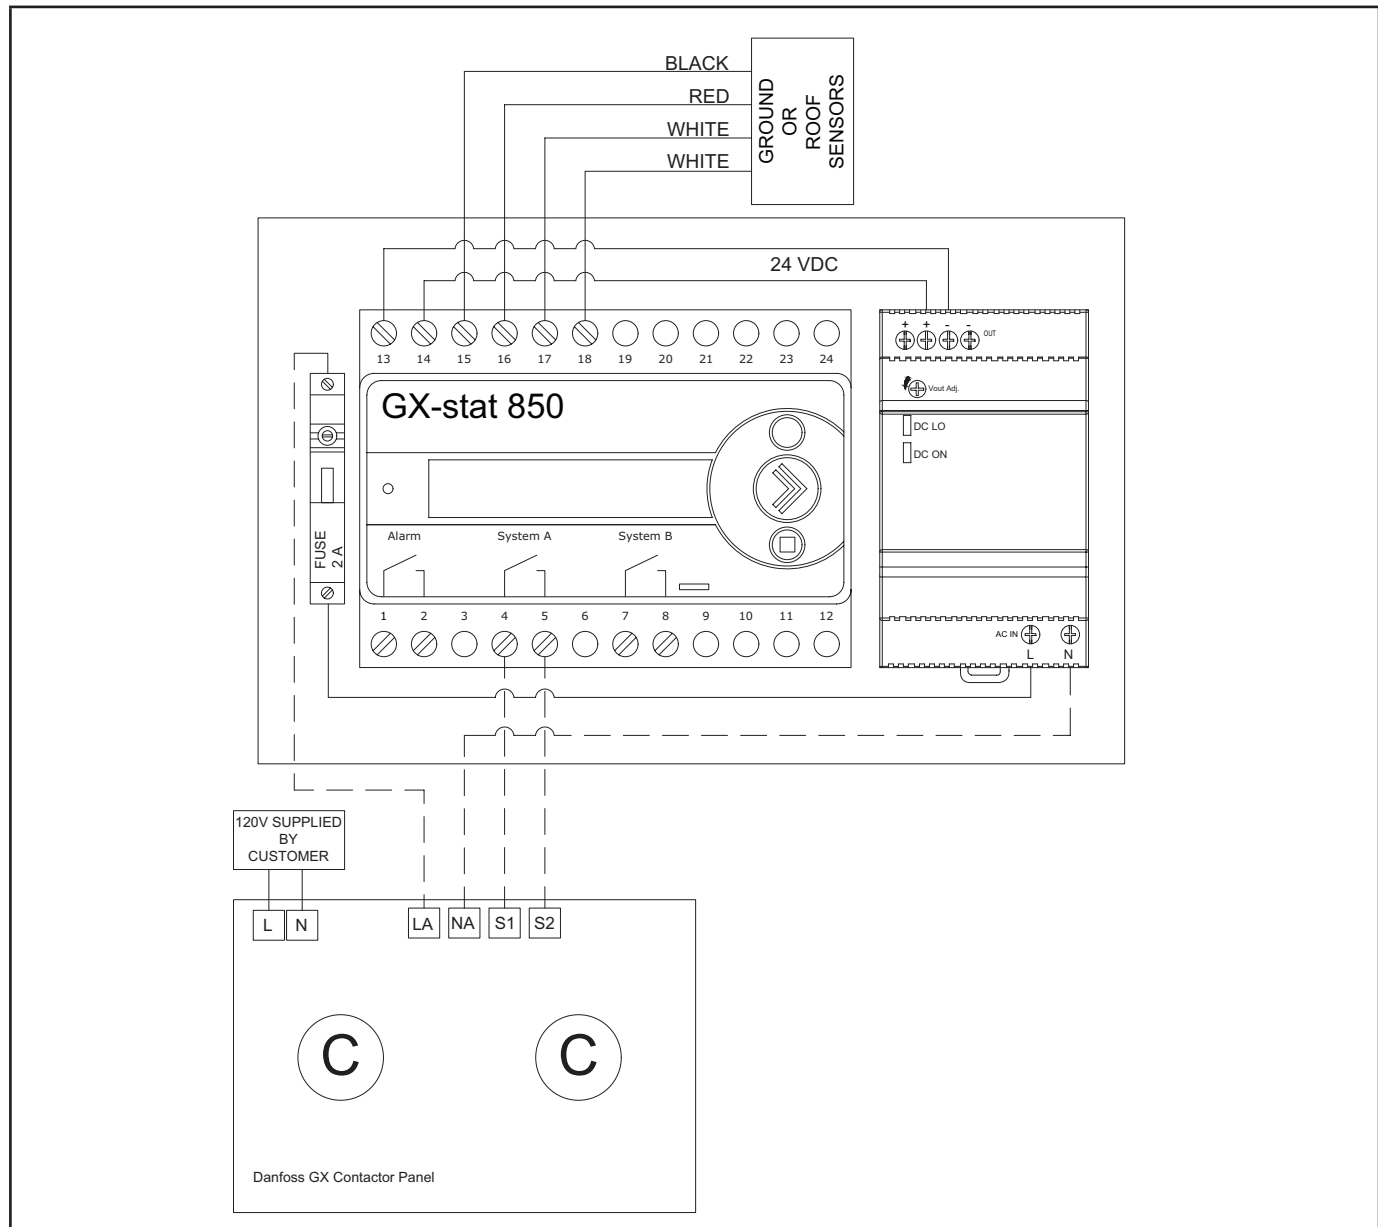 BLACK
RED
WHITE
WHITE
GROUND
OR
ROOF
SENSORS
24 VDC
13 14 15 16 17 18 19 20 21 22 23 24
+ + - - OUT
Vout Adj.
DC LO
DC ON
GX-stat 850
FUSE
2 A
Alarm System A System B
1 2 3 4 5 6 7 8 9 10 11 12
AC IN
L N
120V SUPPLIED
BY
CUSTOMER
L N LA NA S1 S2
C C
Danfoss GX Contactor Panel